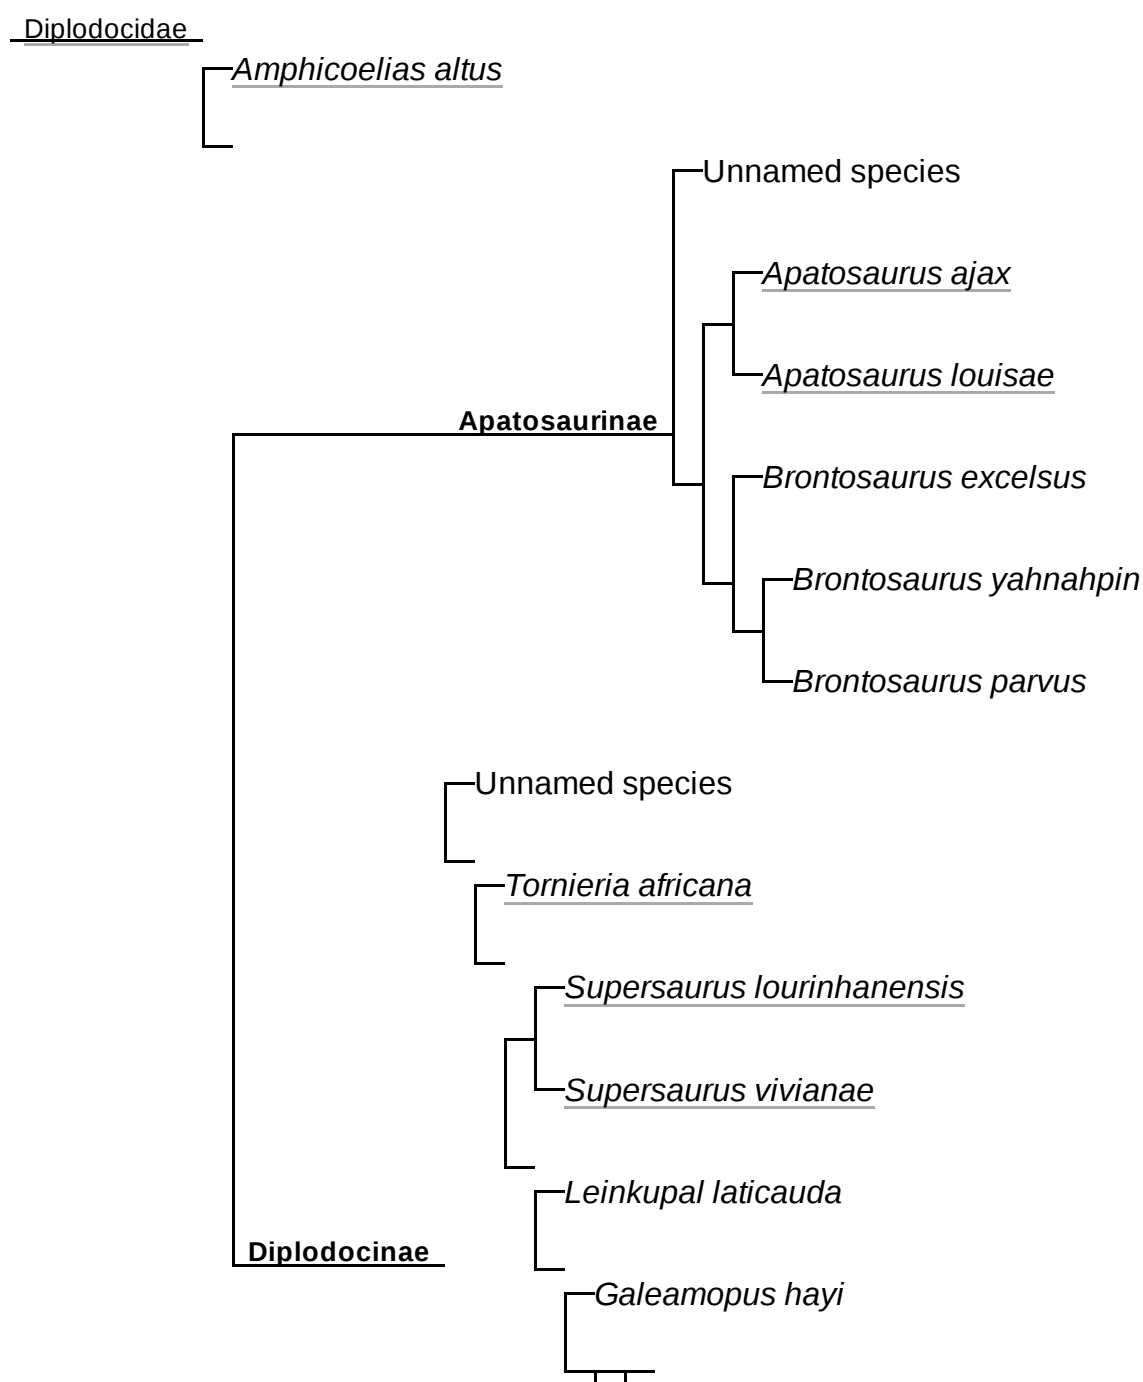 Diplodocidae
Amphicoelias altus
Unnamed species
Apatosaurus ajax
Apatosaurus louisae
Apatosaurinae
Brontosaurus excelsus
Brontosaurus yahnahpin
Brontosaurus parvus
Unnamed species
Tornieria africana
Supersaurus lourinhanensis
Supersaurus vivianae
Leinkupal laticauda
Diplodocinae
Galeamopus hayi